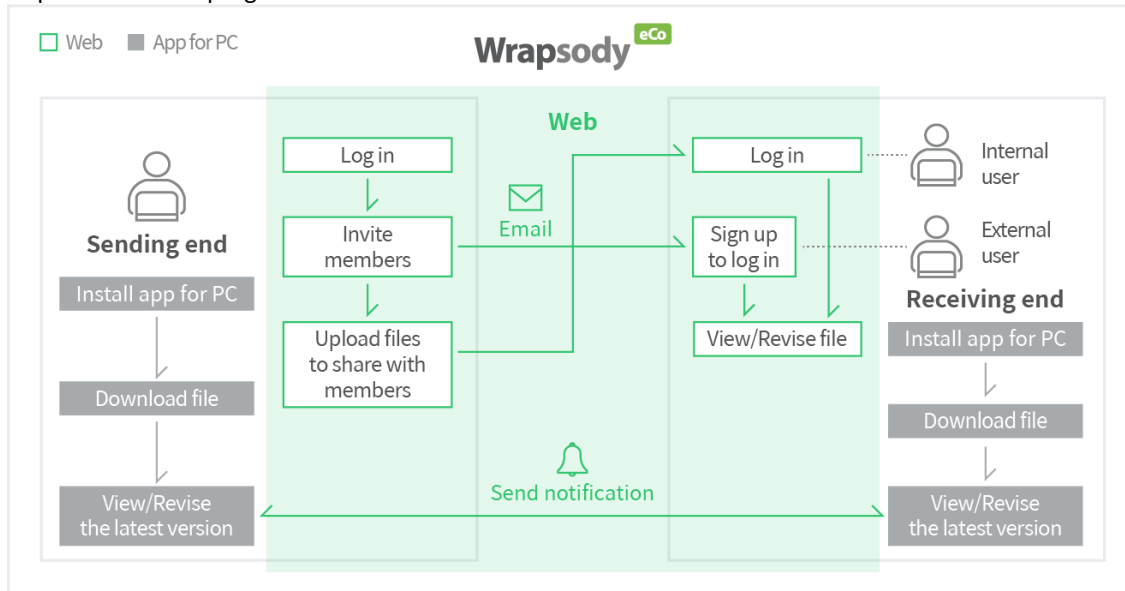 Web
App for PC
Wrapsody eCo
Web
Sending end
Install app for PC
Download file
View/Revise
the latest version
Log in
Invite
members
Upload files
to share with
members
Email
Send notification
Log in
Sign up
to log in
View/Revise file
Internal
user
External
user
Receiving end
Install app for PC
Download file
View/Revise
the latest version